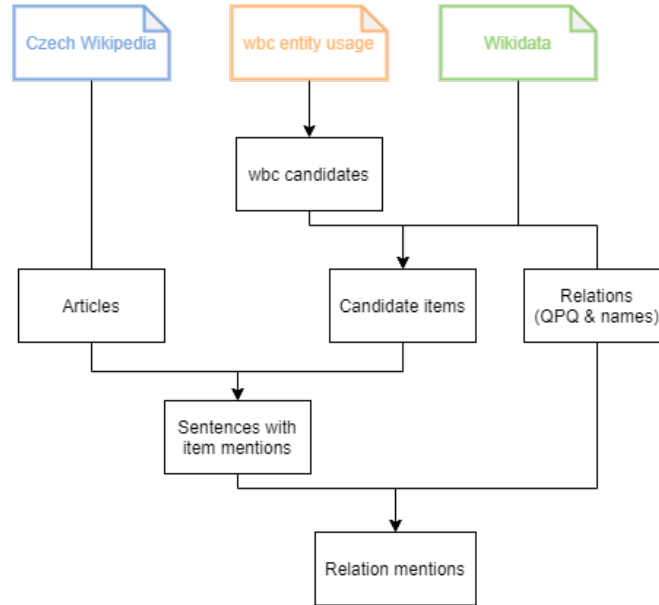 Czech Wikipedia
wbc entity usage
Wikidata
wbc candidates
Articles
Candidate items
Relations
(QPQ & names)
Sentences with
item mentions
Relation mentions